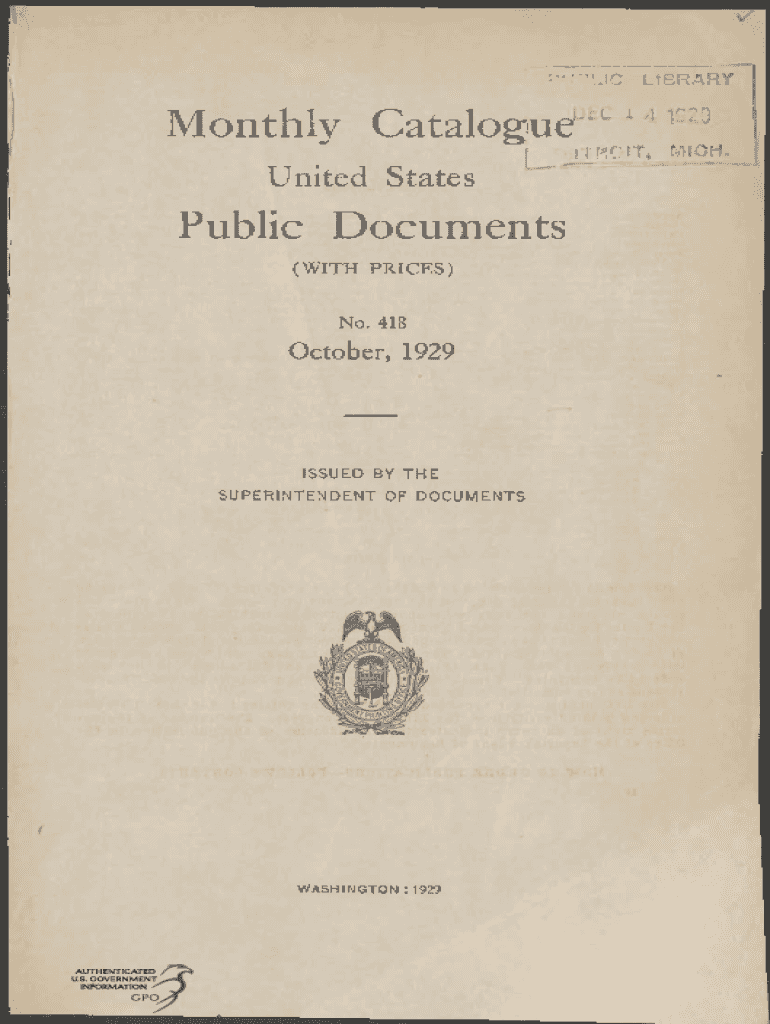 LIBRARY
Monthly Catalogue
DEC 14 1929
MICH.
United States
Public Documents
(WITH PRICES)
No. 418
October, 1929
ISSUED BY THE
SUPERINTENDENT OF DOCUMENTS
WASHINGTON : 1929
AUTHENTICATED
U.S. GOVERNMENT
INFORMATION
GPO